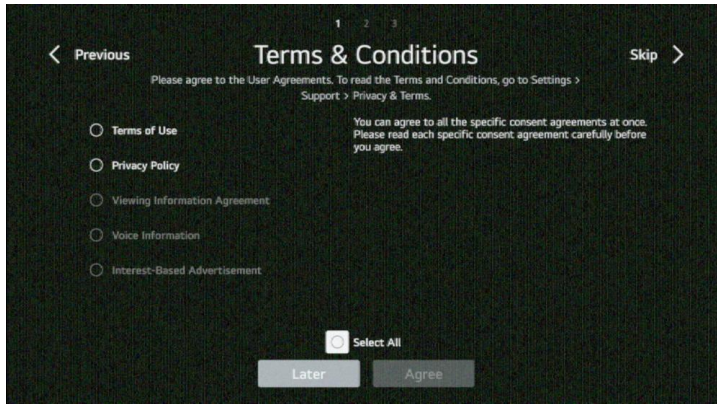 1 2 3
Previous
Terms & Conditions
Skip
Please agree to the User Agreements. To read the Terms and Conditions, go to Settings >
Support > Privacy & Terms.
Terms of Use
Privacy Policy
Viewing Information Agreement
Voice Information
Interest-Based Advertisement
You can agree to all the specific consent agreements at once.
Please read each specific consent agreement carefully before
you agree.
Select All
Later
Agree